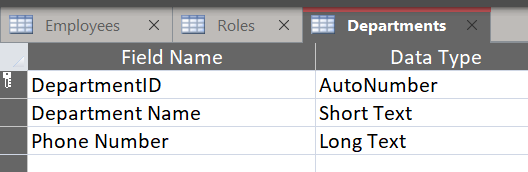 Employees Roles Departments
Field Name Data Type
DepartmentID AutoNumber
Department Name Short Text
Phone Number Long Text